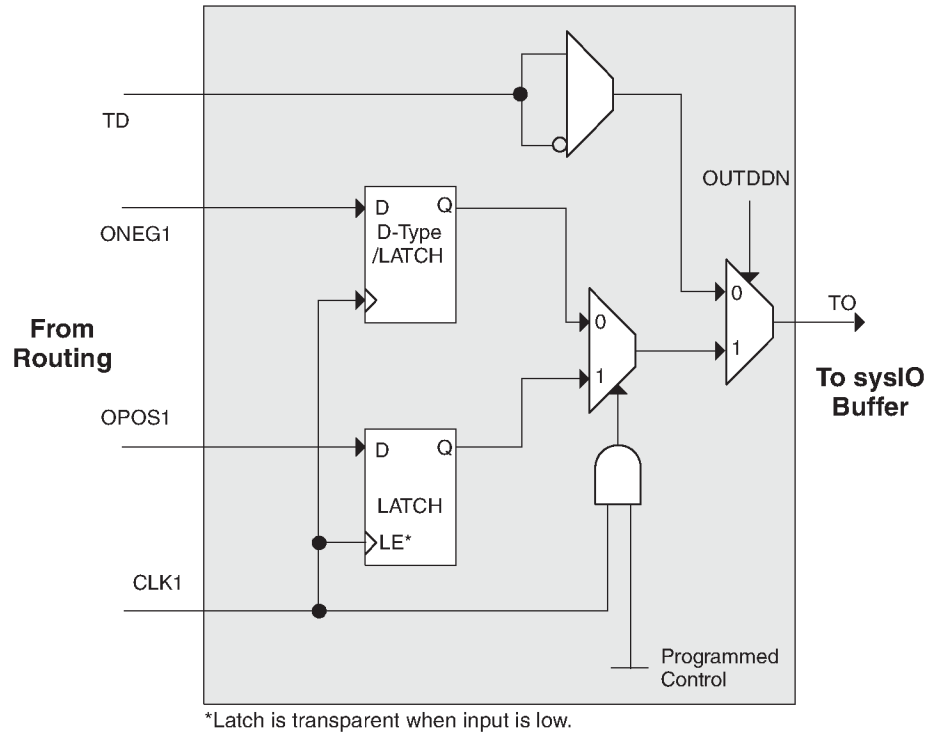 TD
OUTDDN
ONEG1
D
Q
D-Type
/LATCH
0
TO
From
Routing
0
1
1
To sysIO
Buffer
OPOS1
D
Q
LATCH
LE*
CLK1
Programmed
Control
*Latch is transparent when input is low.